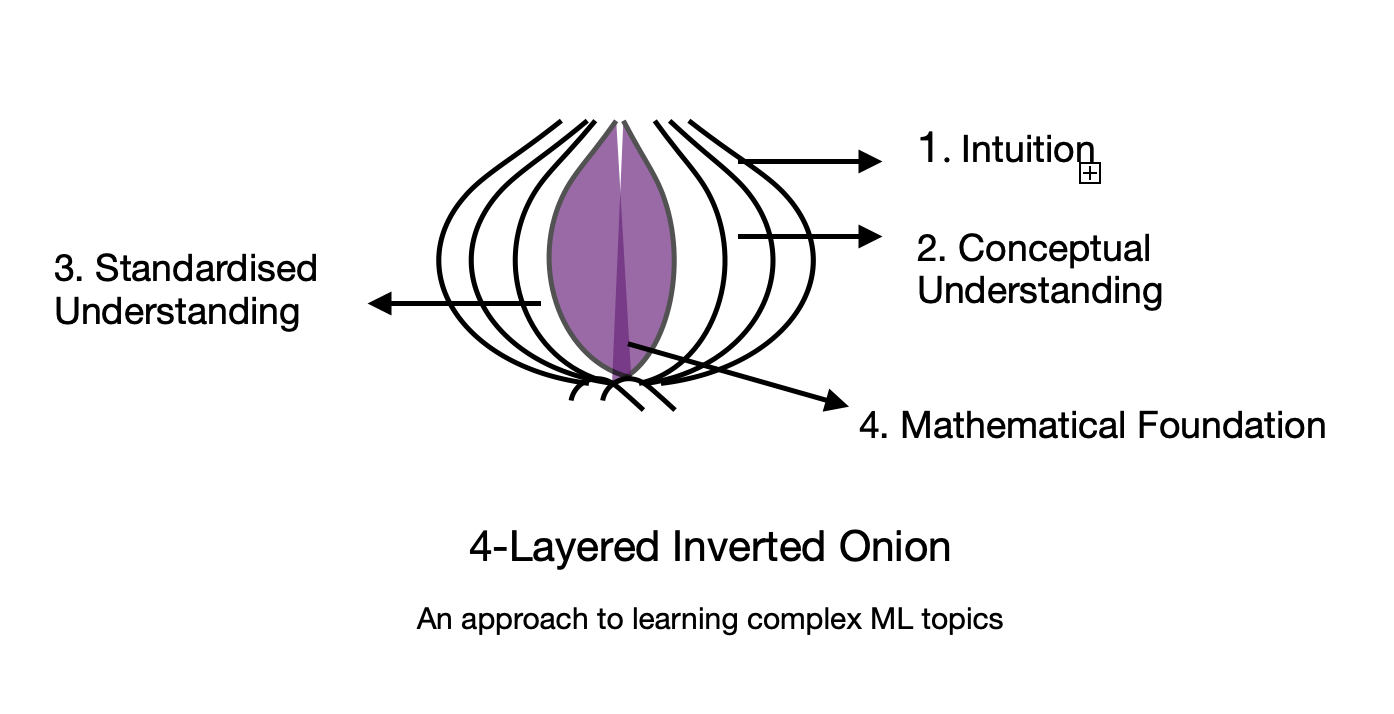 1. Intuition
2. Conceptual
Understanding
3. Standardised
Understanding
4. Mathematical Foundation
4-Layered Inverted Onion
An approach to learning complex ML topics